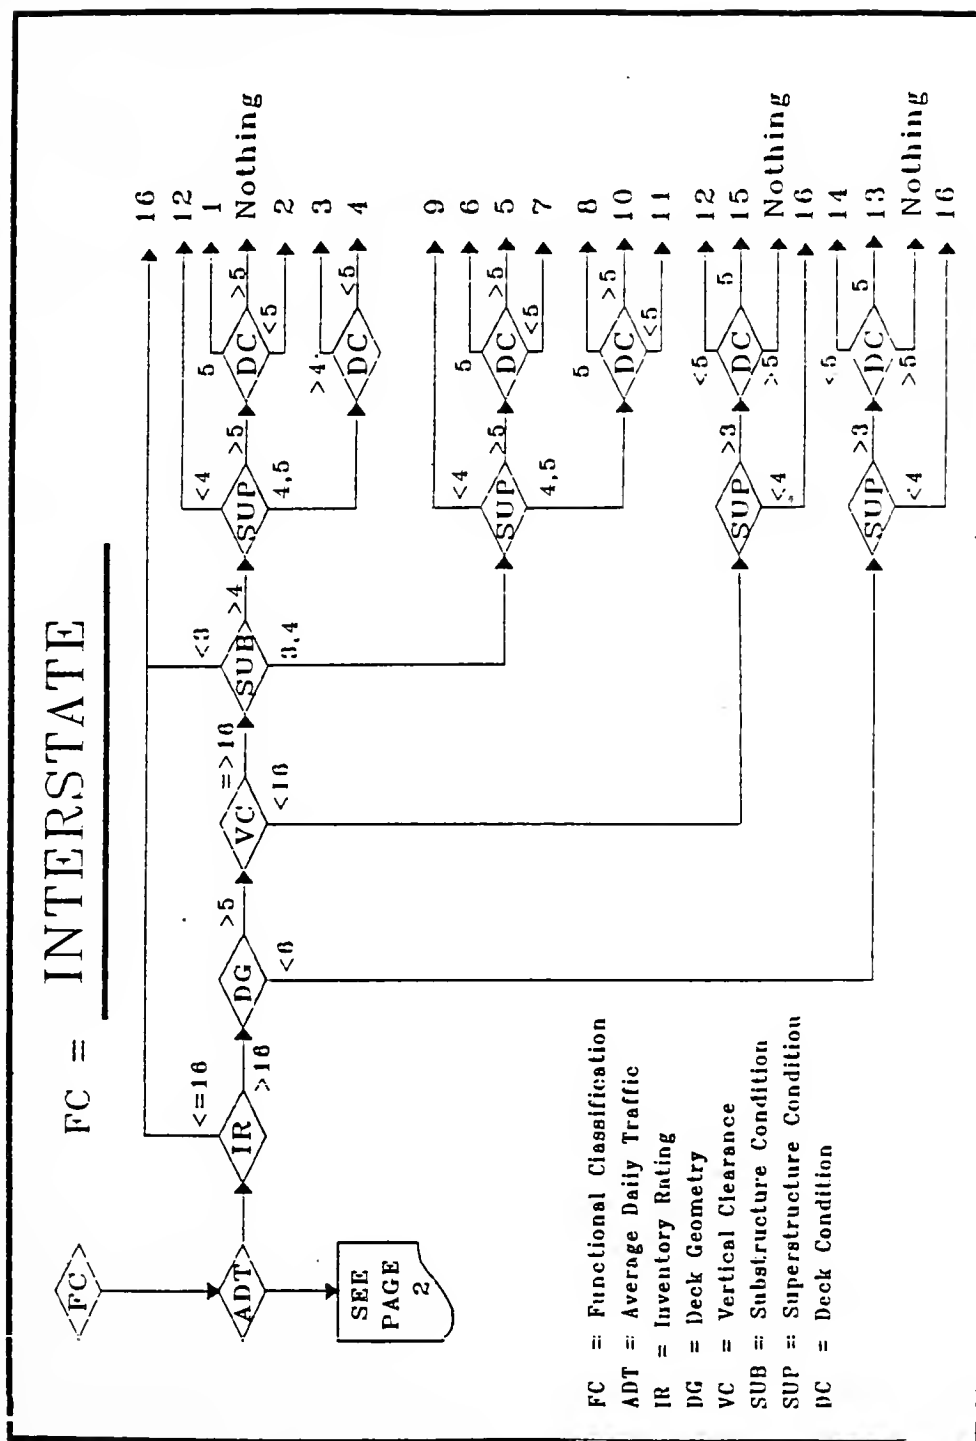 FC = INTERSTATE
FC
ADT
SEE
PAGE
2
IR
<=16
>16
DG
>5
<6
VC
=>16
<16
SUB
<3
>4
3,4
SUP
<4
>5
4,5
DC
5
>5
<5
DC
>4
<5
SUP
<4
>5
4,5
DC
5
>5
<5
DC
5
>5
<5
SUP
>3
<4
DC
<5
5
>5
SUP
>3
<4
DC
<5
5
>5
16
12
1
Nothing
2
3
4
9
6
5
7
8
10
11
12
15
Nothing
16
14
13
Nothing
16
FC = Functional Classification
ADT = Average Daily Traffic
IR = Inventory Rating
DG = Deck Geometry
VC = Vertical Clearance
SUB = Substructure Condition
SUP = Superstructure Condition
DC = Deck Condition